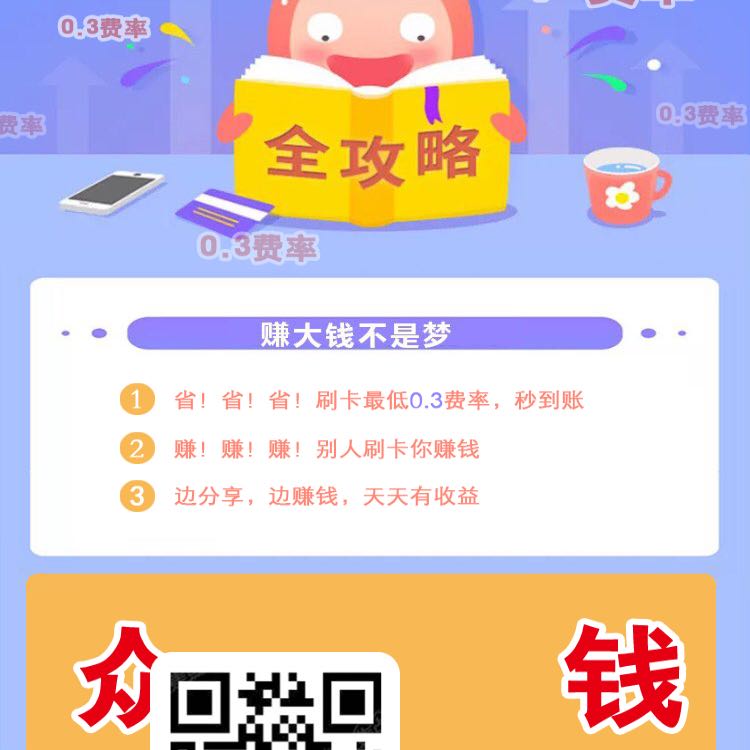 0.3费率
费率
0.3费率
全攻略
0.3费率
赚大钱不是梦
1 省！省！省！刷卡最低0.3费率，秒到账
2 赚！赚！赚！别人刷卡你赚钱
3 边分享，边赚钱，天天有收益
众 钱